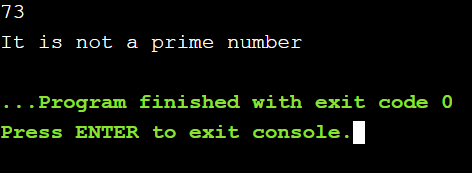 73
It is not a prime number
...Program finished with exit code 0
Press ENTER to exit console.